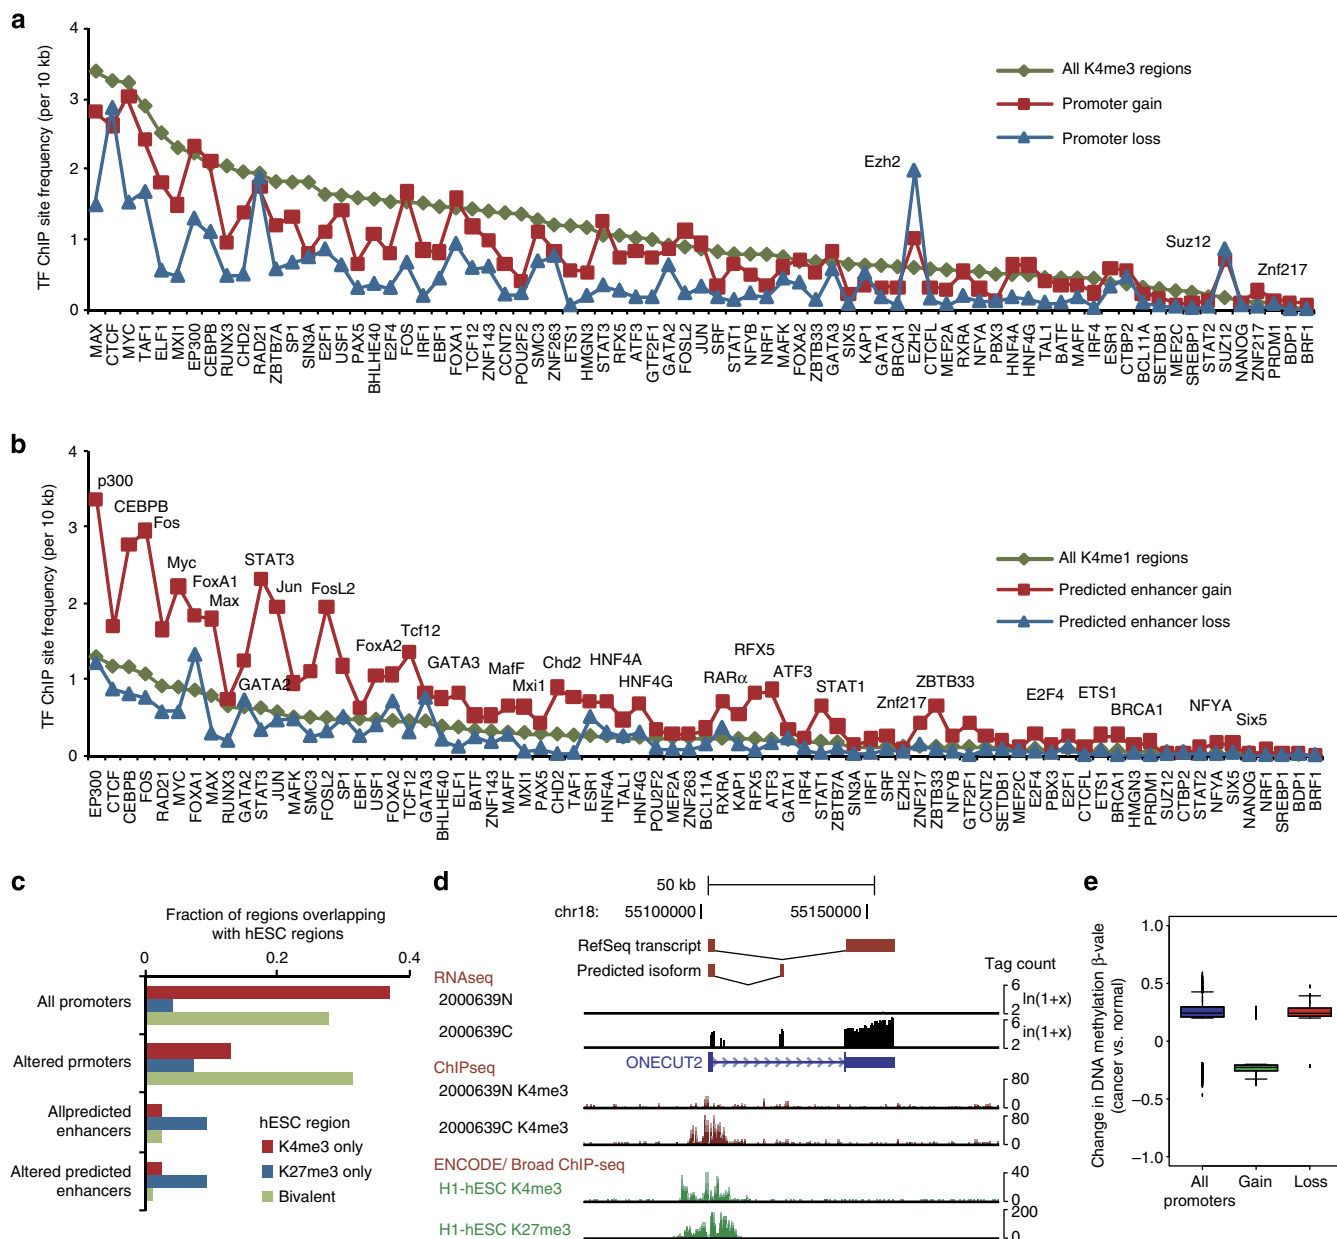 a
4
3
2
1
0
TF ChIP site frequency (per 10 kb)
All K4me3 regions
Promoter gain
Promoter loss
Ezh2
Suz12
Znf217
MAX CTCF MYC TAF1 ELF1 MXI1 EP300 CEBPB RUNX3 CHD2 RAD21 ZBTB7A SP1 SIN3A E2F1 USF1 PAX5 BHLHE40 E2F4 FOS IRF1 EBF1 FOXA1 TCF12 ZNF143 CCNT2 POU2F2 SMC3 ZNF263 ETS1 HMGN3 STAT3 RFX5 ATF3 GTF2F1 GATA2 FOSL2 JUN SRF STAT1 NFYB NRF1 MAFK FOXA2 ZBTB33 GATA3 SIX5 KAP1 GATA1 BRCA1 EZH2 CTCFL MEF2A RXRA NFYA PBX3 HNF4A HNF4G TAL1 BATF MAFF IRF4 ESR1 CTBP2 BCL11A SETDB1 MEF2C SREBP1 STAT2 SUZ12 NANOG ZNF217 PRDM1 BDP1 BRF1
b
4
3
2
1
0
TF ChIP site frequency (per 10 kb)
All K4me1 regions
Predicted enhancer gain
Predicted enhancer loss
p300
CEBPB
Fos
Myc
FoxA1
Max
GATA2
STAT3
Jun
FosL2
FoxA2
Tcf12
GATA3
MafF
Mxi1
Chd2
HNF4A
HNF4G
RARα
RFX5
ATF3
STAT1
Znf217
ZBTB33
E2F4
ETS1
BRCA1
NFYA
Six5
EP300 CTCF CEBPB FOS RAD21 MYC FOXA1 MAX RUNX3 GATA2 STAT3 JUN MAFK SMC3 FOSL2 SP1 EBF1 USF1 FOXA2 TCF12 GATA3 BHLHE40 ELF1 BATF ZNF143 MAFF MXI1 PAX5 CHD2 TAF1 ESR1 HNF4A TAL1 HNF4G POU2F2 MEF2A ZNF263 BCL11A RXRA KAP1 RFX5 ATF3 GATA1 IRF4 STAT1 ZBTB7A SIN3A IRF1 SRF EZH2 ZNF217 ZBTB33 NFYB GTF2F1 CCNT2 SETDB1 MEF2C E2F4 PBX3 E2F1 CTCFL ETS1 BRCA1 HMGN3 PRDM1 SUZ12 CTBP2 STAT2 NFYA SIX5 NANOG NRF1 SREBP1 BDP1 BRF1
c
Fraction of regions overlapping
with hESC regions
0 0.2 0.4
All promoters
Altered prmoters
Allpredicted
enhancers
Altered predicted
enhancers
hESC region
K4me3 only
K27me3 only
Bivalent
d
50 kb
chr18: 55100000 55150000
RefSeq transcript
Predicted isoform
Tag count
RNAseq
2000639N
6
2
ln(1+x)
2000639C
6
2
in(1+x)
ONECUT2
ChIPseq
2000639N K4me3
80
0
2000639C K4me3
80
0
ENCODE/ Broad ChIP-seq
H1-hESC K4me3
40
0
H1-hESC K27me3
200
0
e
Change in DNA methylation β-vale
(cancer vs. normal)
1.0
0.5
0
−0.5
−1.0
All
promoters
Gain
Loss